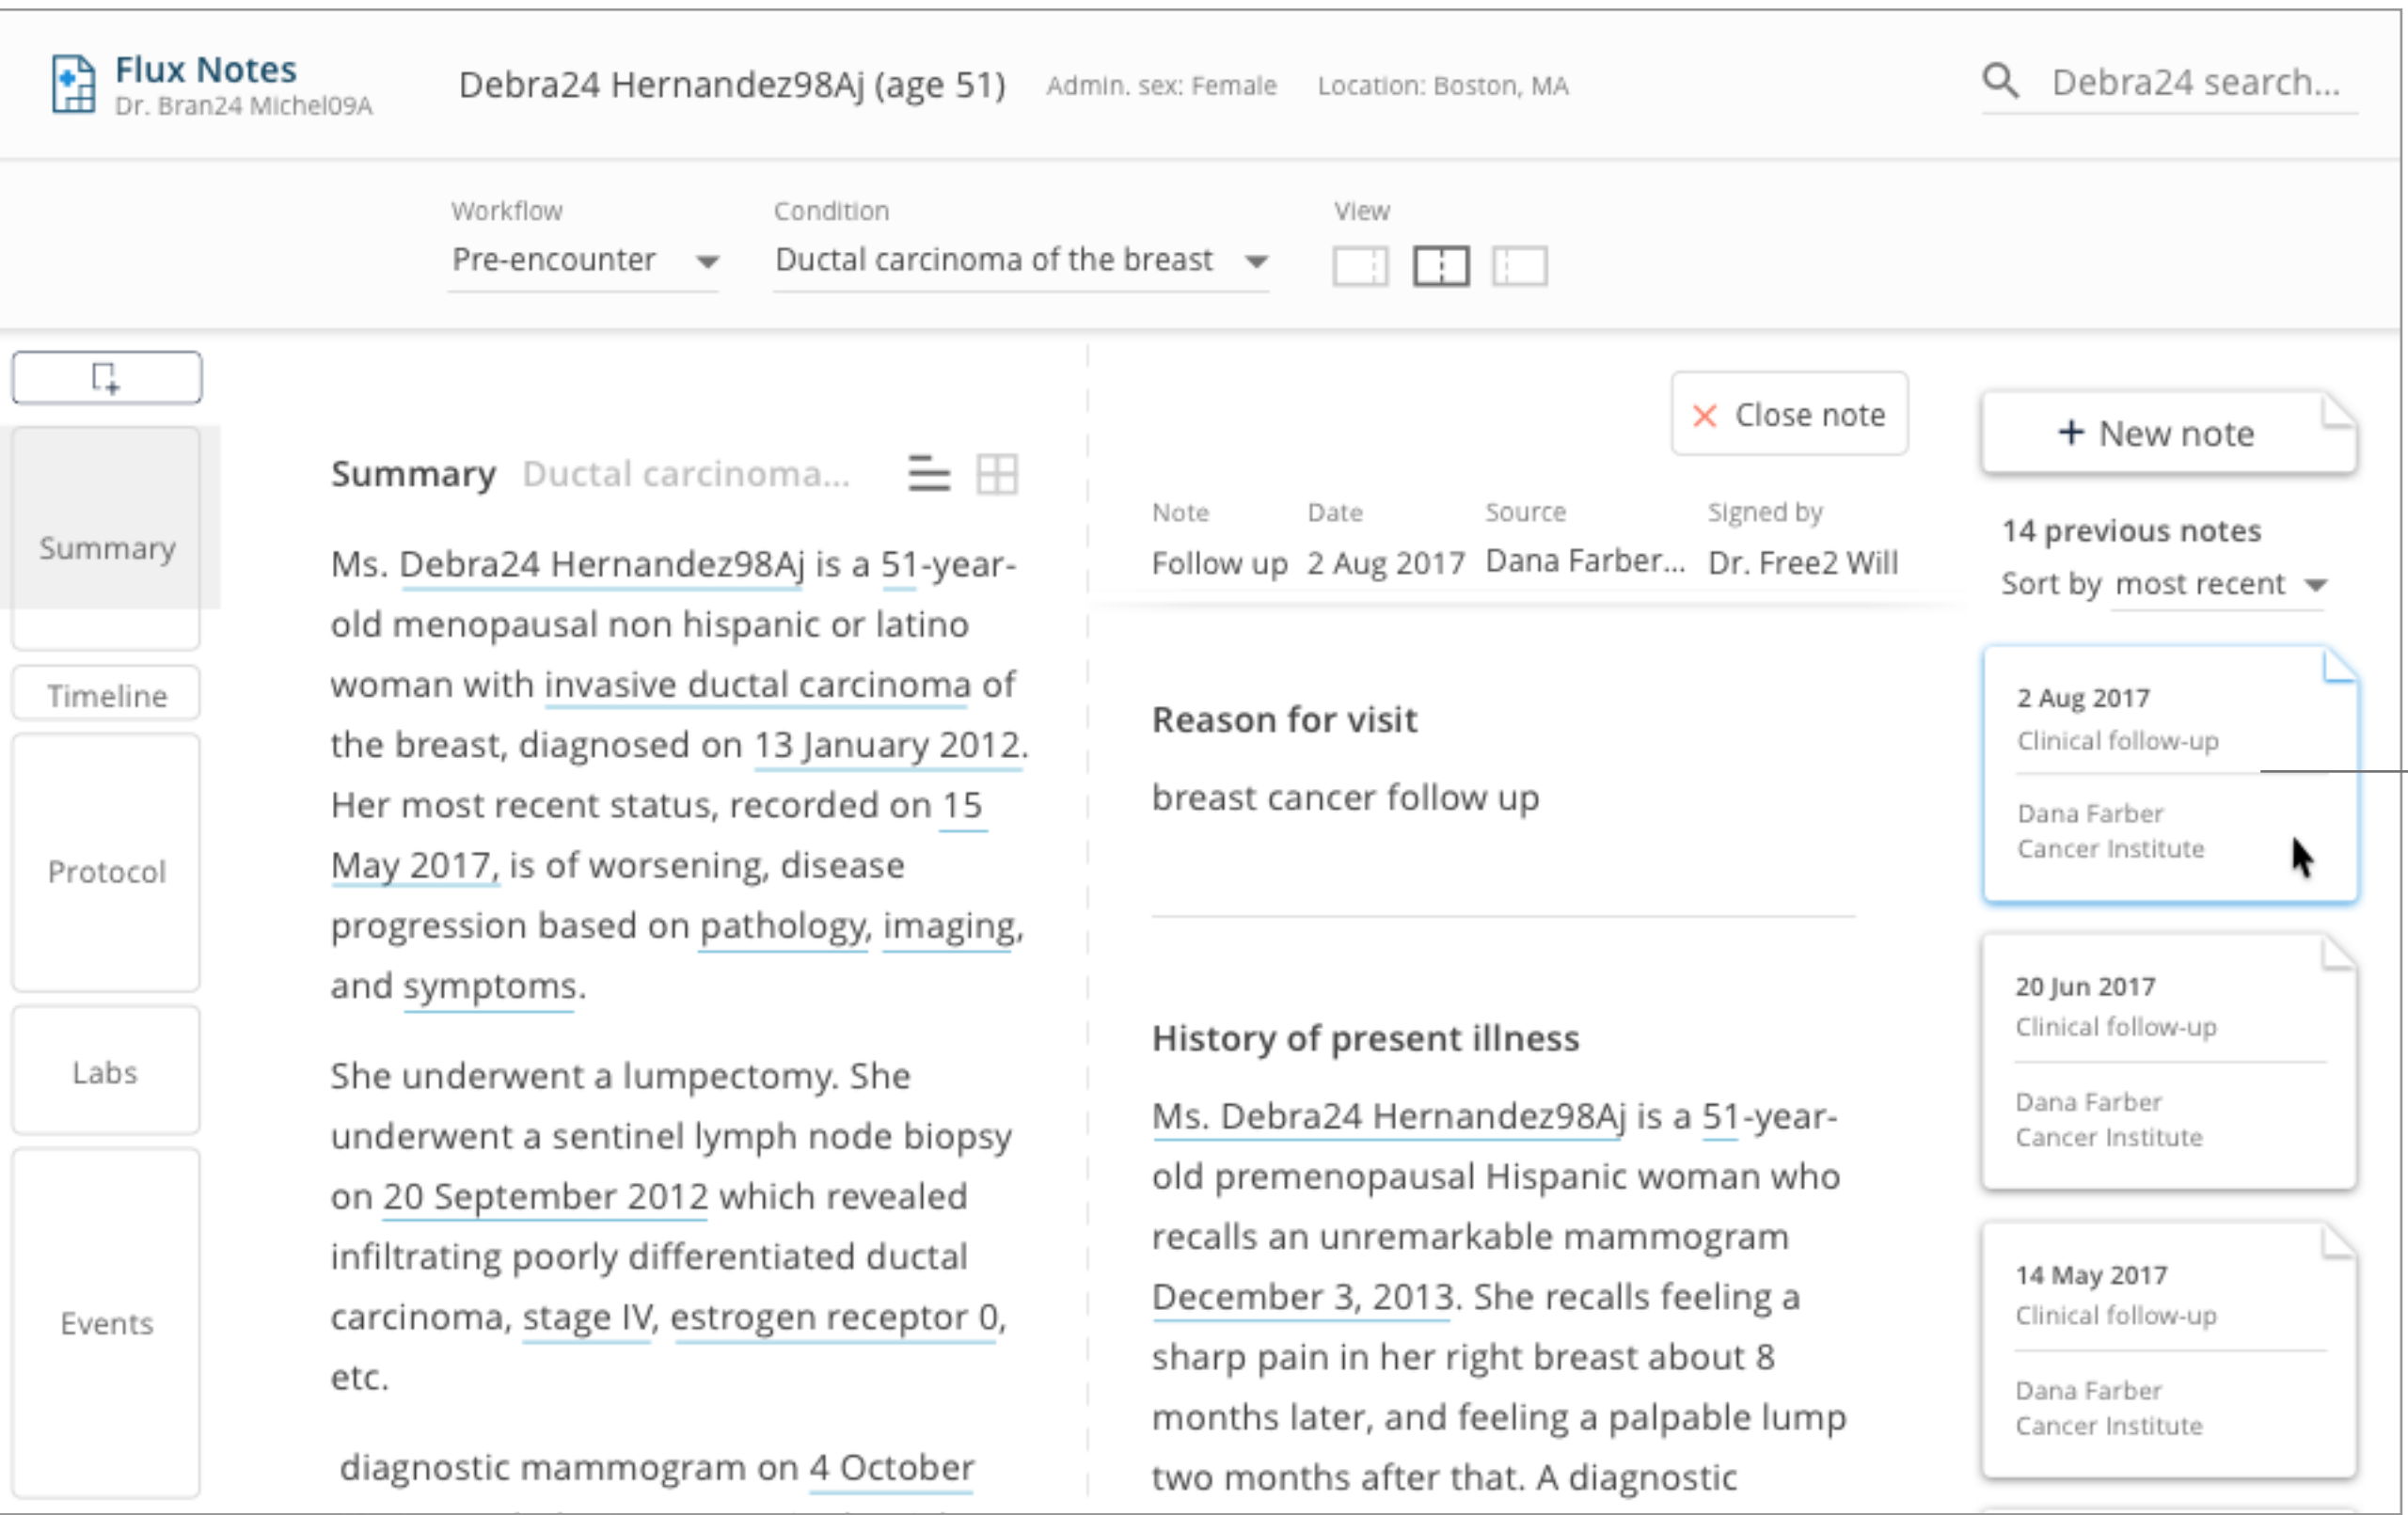 Flux Notes
Dr. Bran24 Michel09A
Debra24 Hernandez98Aj (age 51)
Admin. sex: Female
Location: Boston, MA
Debra24 search...
Workflow
Pre-encounter
Condition
Ductal carcinoma of the breast
View
Summary
Timeline
Protocol
Labs
Events
Summary Ductal carcinoma...
Ms. Debra24 Hernandez98Aj is a 51-year-
old menopausal non hispanic or latino
woman with invasive ductal carcinoma of
the breast, diagnosed on 13 January 2012.
Her most recent status, recorded on 15
May 2017, is of worsening, disease
progression based on pathology, imaging,
and symptoms.
She underwent a lumpectomy. She
underwent a sentinel lymph node biopsy
on 20 September 2012 which revealed
infiltrating poorly differentiated ductal
carcinoma, stage IV, estrogen receptor 0,
etc.
diagnostic mammogram on 4 October
Close note
Note
Follow up
Date
2 Aug 2017
Source
Dana Farber...
Signed by
Dr. Free2 Will
Reason for visit
breast cancer follow up
History of present illness
Ms. Debra24 Hernandez98Aj is a 51-year-
old premenopausal Hispanic woman who
recalls an unremarkable mammogram
December 3, 2013. She recalls feeling a
sharp pain in her right breast about 8
months later, and feeling a palpable lump
two months after that. A diagnostic
+ New note
14 previous notes
Sort by most recent
2 Aug 2017
Clinical follow-up
Dana Farber
Cancer Institute
20 Jun 2017
Clinical follow-up
Dana Farber
Cancer Institute
14 May 2017
Clinical follow-up
Dana Farber
Cancer Institute